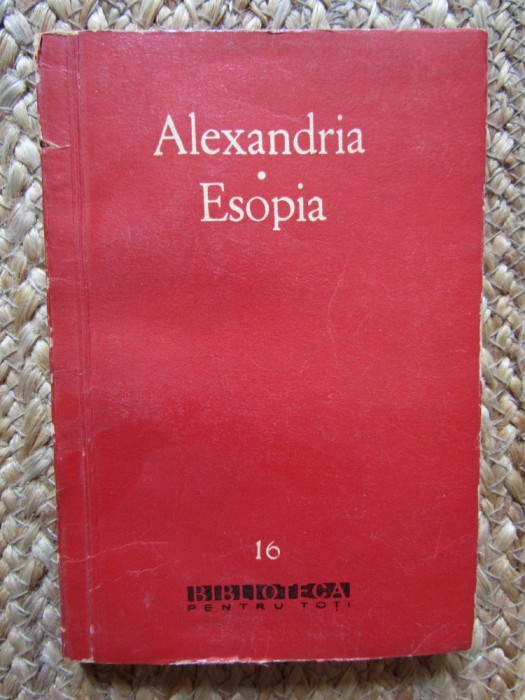 Alexandria
•
Esopia
16
BIBLIOTECA
PENTRU TOȚI